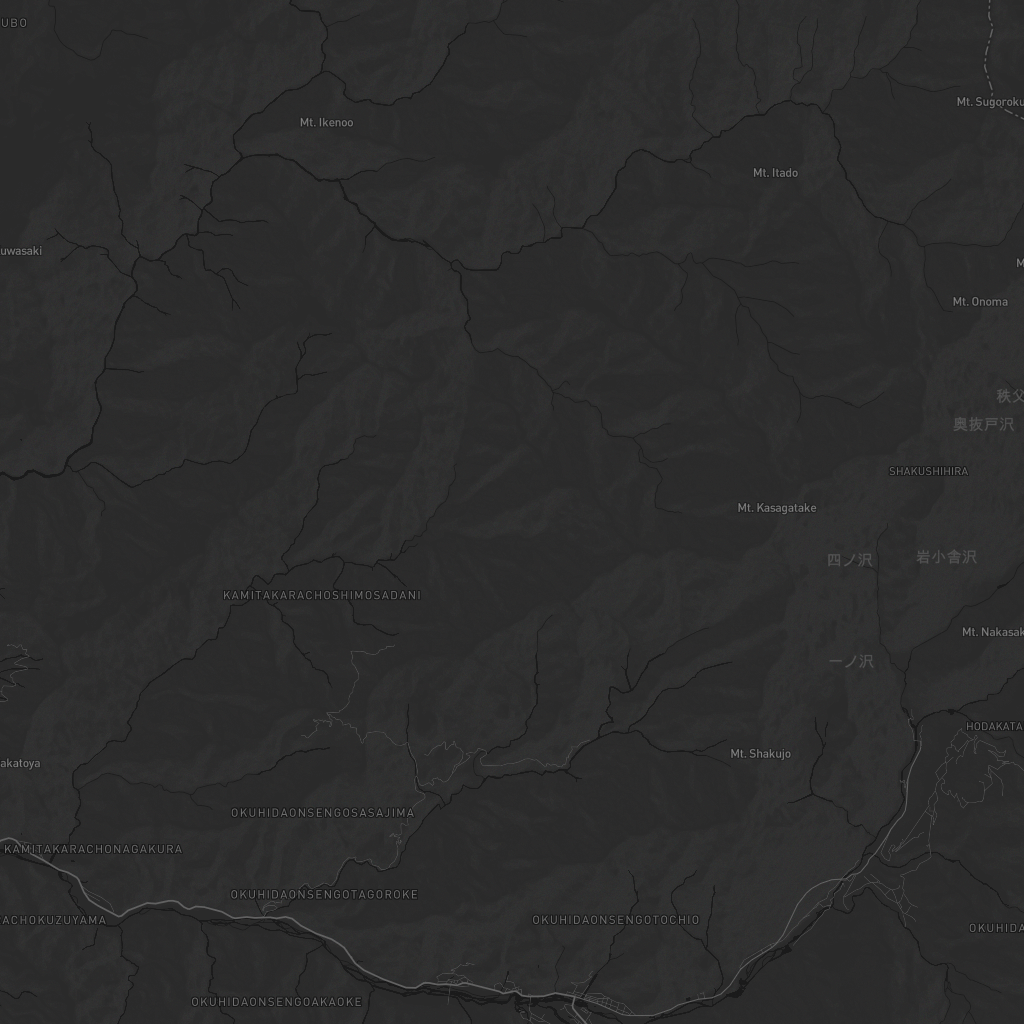 UBO
Mt. Sugoroku
Mt. Ikenoo
Mt. Itado
uwasaki
M
Mt. Onoma
秩父
奥抜戸沢
SHAKUSHIHIRA
Mt. Kasagatake
四ノ沢
岩小舎沢
KAMITAKARACHOSHIMOSADANI
Mt. Nakasak
一ノ沢
HODAKATA
Mt. Shakujo
akatoya
OKUHIDAONSENGOSASAJIMA
KAMITAKARACHONAGAKURA
OKUHIDAONSENGOTAGOROKE
RACHOKUZUYAMA
OKUHIDAONSENGOTOCHIO
OKUHIDA
OKUHIDAONSENGOAKAOKE